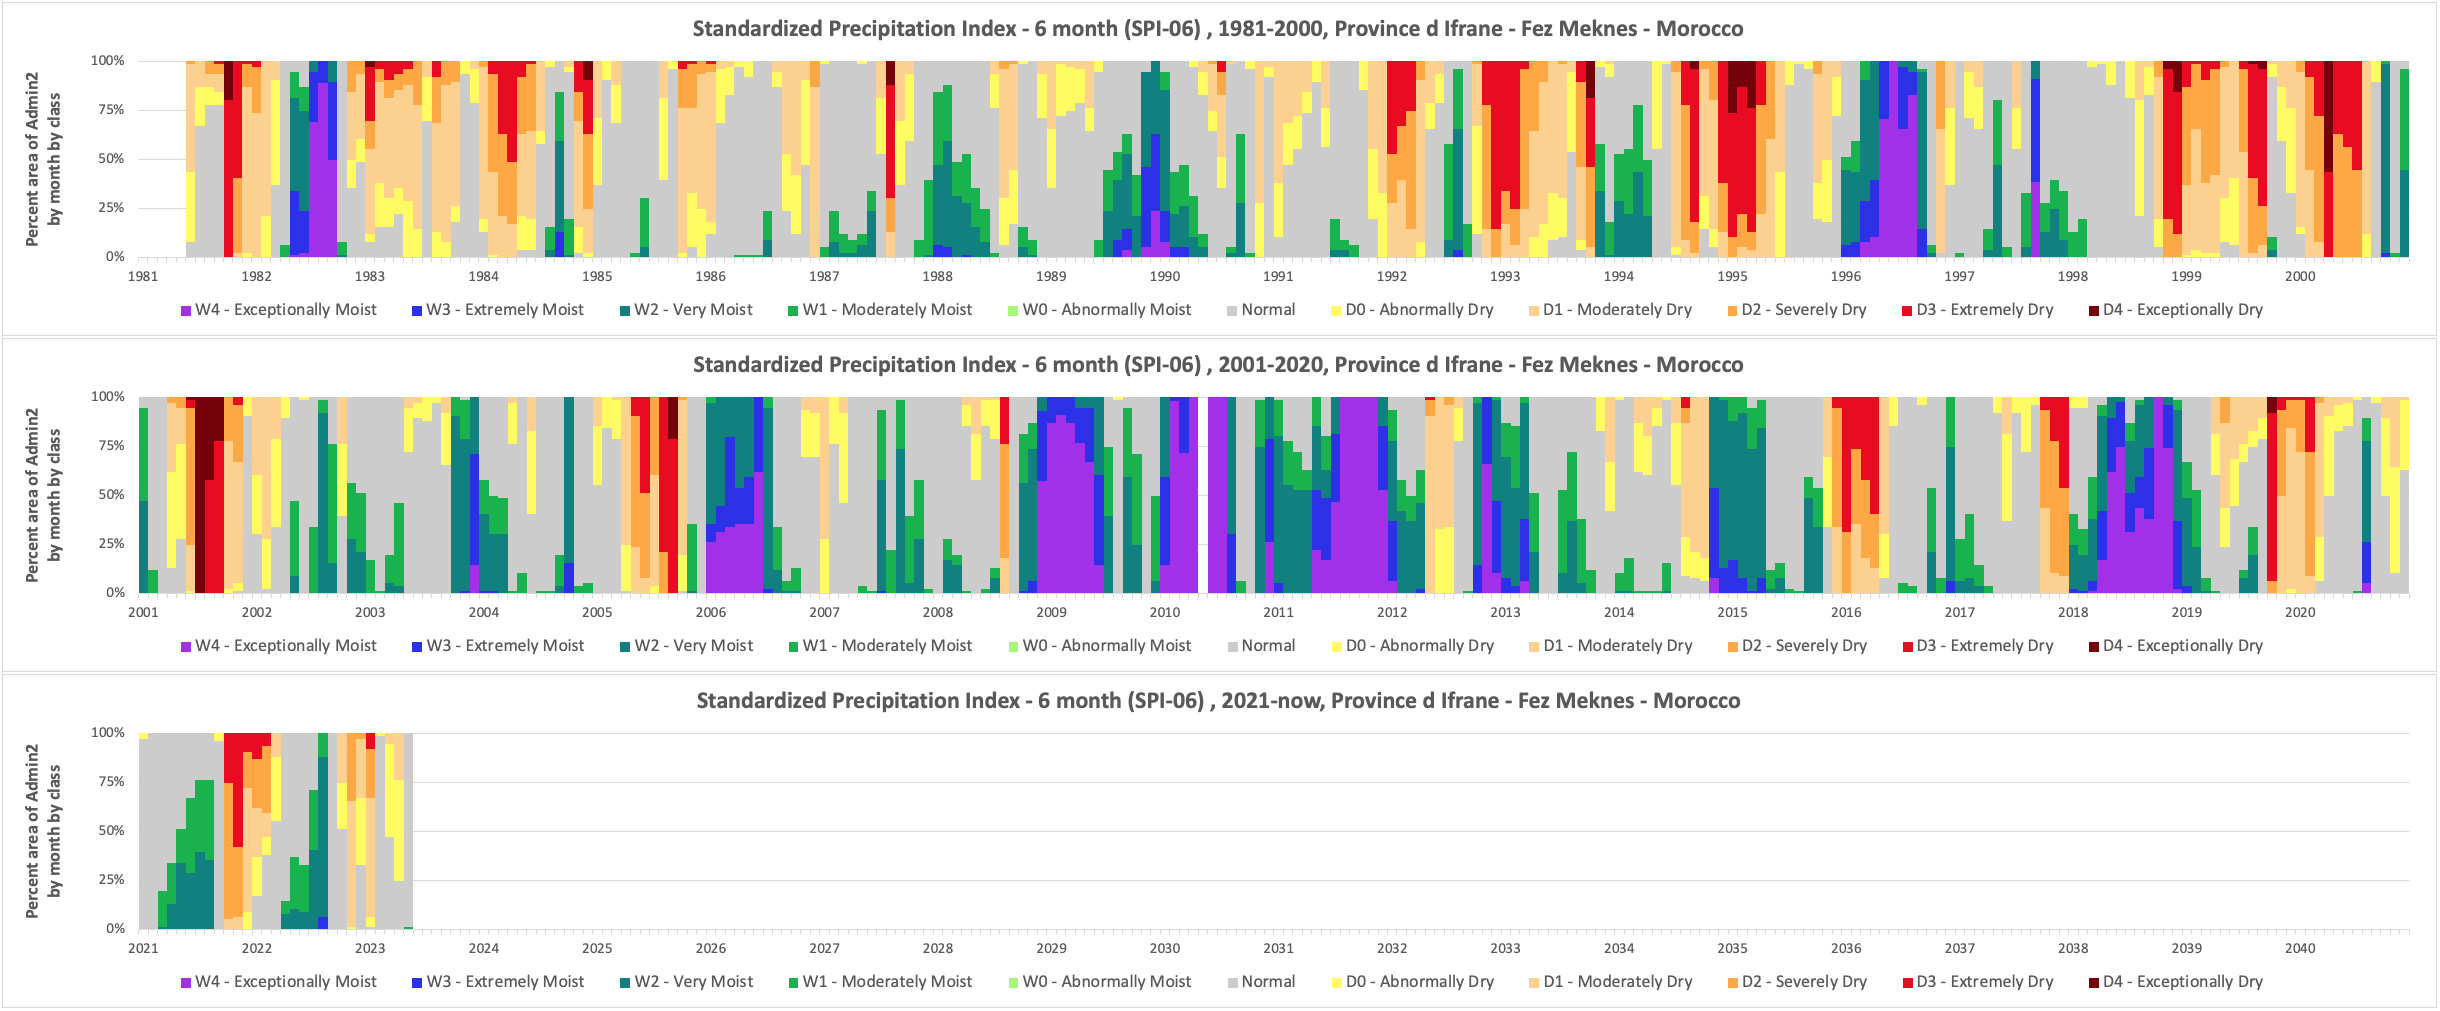 Standardized Precipitation Index - 6 month (SPI-06) , 1981-2000, Province d Ifrane - Fez Meknes - Morocco
Percent area of Admin2
by month by class
100%
75%
50%
25%
0%
1981 1982 1983 1984 1985 1986 1987 1988 1989 1990 1991 1992 1993 1994 1995 1996 1997 1998 1999 2000
W4 - Exceptionally Moist W3 - Extremely Moist W2 - Very Moist W1 - Moderately Moist W0 - Abnormally Moist Normal D0 - Abnormally Dry D1 - Moderately Dry D2 - Severely Dry D3 - Extremely Dry D4 - Exceptionally Dry
Standardized Precipitation Index - 6 month (SPI-06) , 2001-2020, Province d Ifrane - Fez Meknes - Morocco
Percent area of Admin2
by month by class
100%
75%
50%
25%
0%
2001 2002 2003 2004 2005 2006 2007 2008 2009 2010 2011 2012 2013 2014 2015 2016 2017 2018 2019 2020
W4 - Exceptionally Moist W3 - Extremely Moist W2 - Very Moist W1 - Moderately Moist W0 - Abnormally Moist Normal D0 - Abnormally Dry D1 - Moderately Dry D2 - Severely Dry D3 - Extremely Dry D4 - Exceptionally Dry
Standardized Precipitation Index - 6 month (SPI-06) , 2021-now, Province d Ifrane - Fez Meknes - Morocco
Percent area of Admin2
by month by class
100%
75%
50%
25%
0%
2021 2022 2023 2024 2025 2026 2027 2028 2029 2030 2031 2032 2033 2034 2035 2036 2037 2038 2039 2040
W4 - Exceptionally Moist W3 - Extremely Moist W2 - Very Moist W1 - Moderately Moist W0 - Abnormally Moist Normal D0 - Abnormally Dry D1 - Moderately Dry D2 - Severely Dry D3 - Extremely Dry D4 - Exceptionally Dry